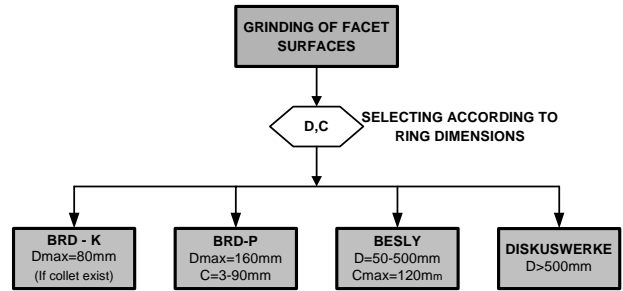 GRINDING OF FACET
SURFACES
D,C
SELECTING ACCORDING TO
RING DIMENSIONS
BRD - K
Dmax=80mm
(If collet exist)
BRD-P
Dmax=160mm
C=3-90mm
BESLY
D=50-500mm
Cmax=120mm
DISKUSWERKE
D>500mm